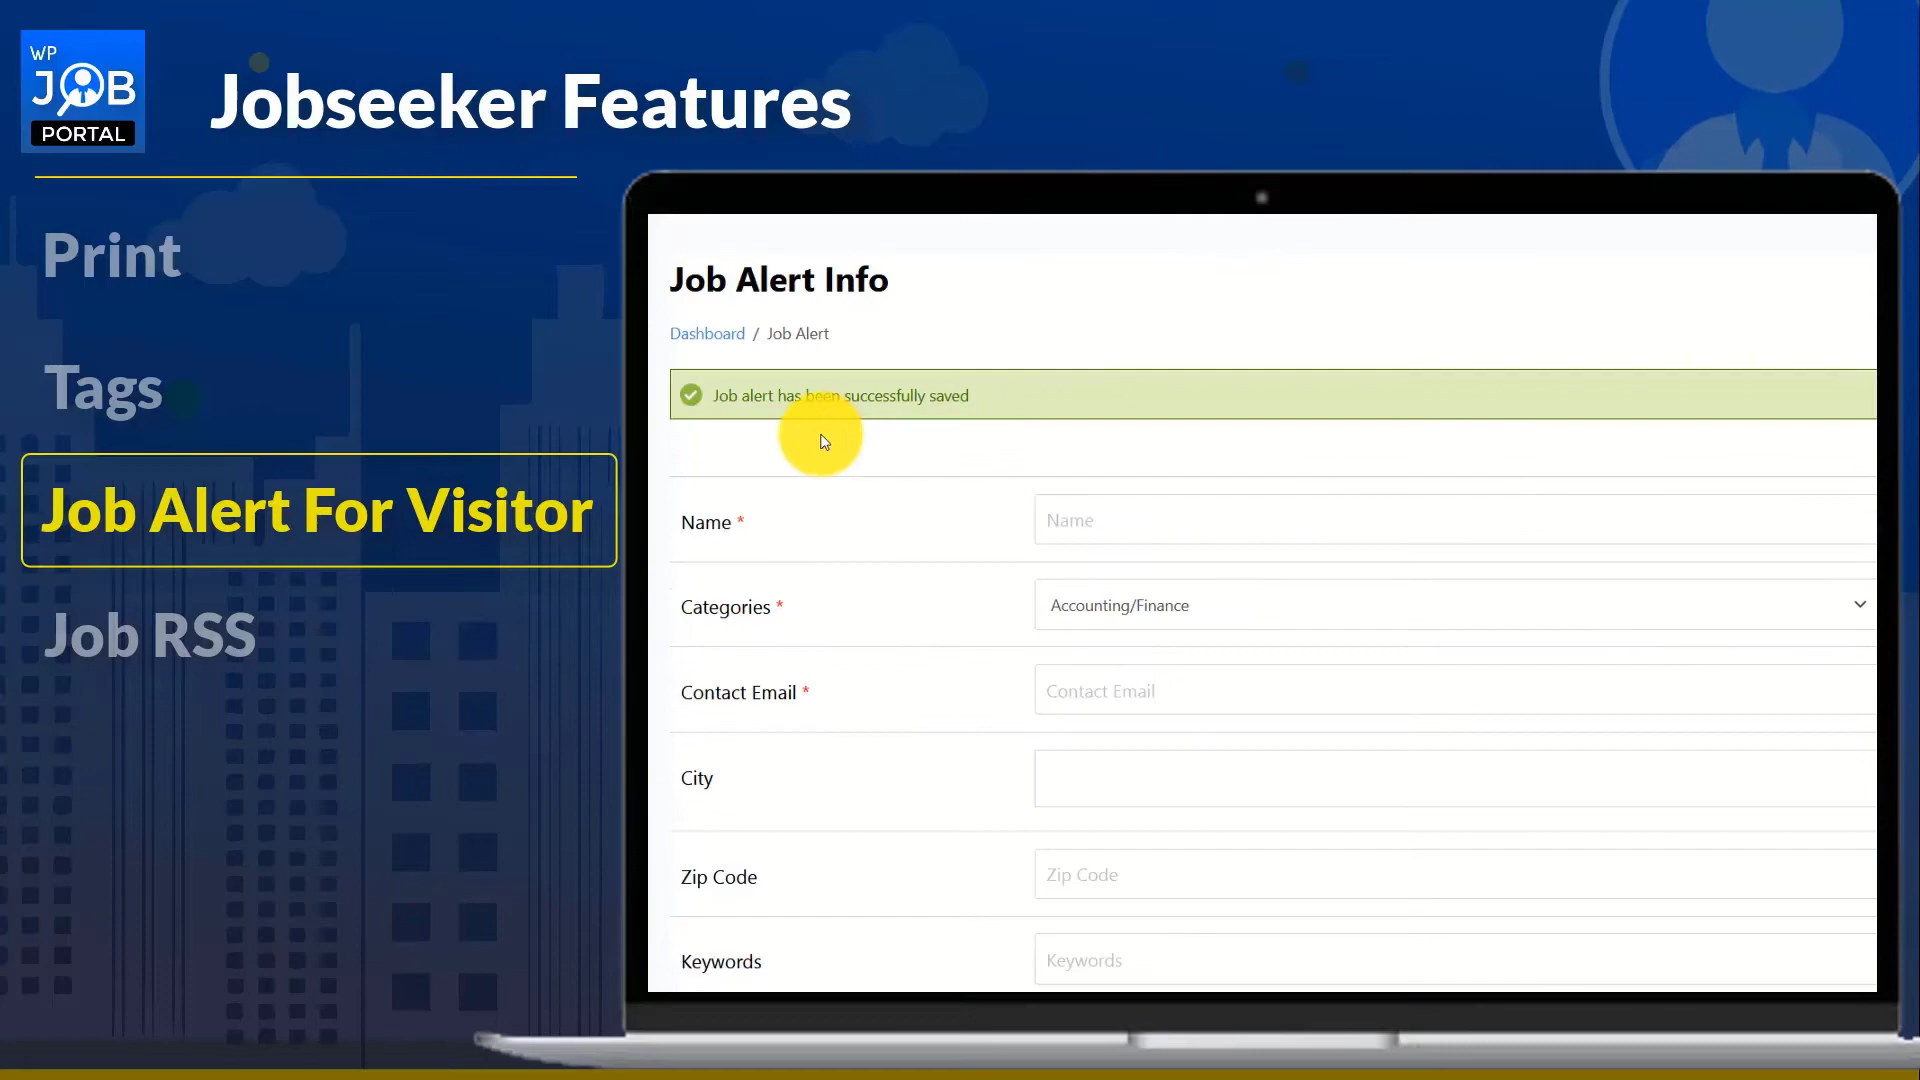 WP
JOB
PORTAL
Jobseeker Features
Print
Tags
Job Alert For Visitor
Job RSS
Job Alert Info
Dashboard / Job Alert
Job alert has been successfully saved
Name *
Name
Categories *
Accounting/Finance
Contact Email *
Contact Email
City
Zip Code
Zip Code
Keywords
Keywords